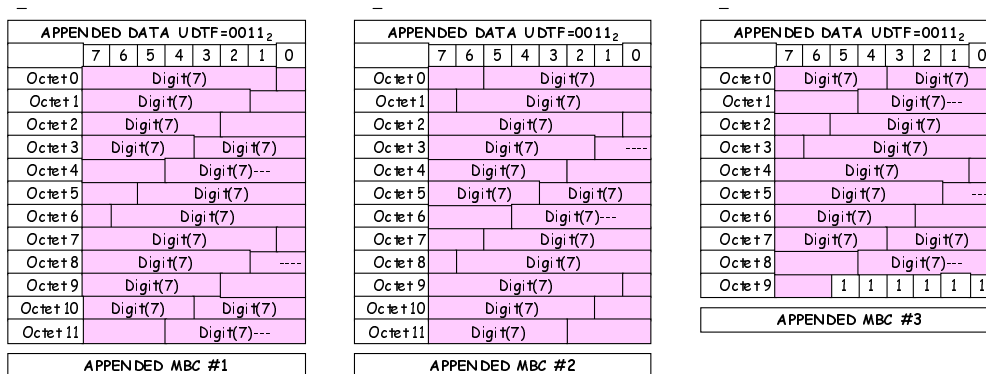 APPENDED DATA UDTF=0011₂
7 6 5 4 3 2 1 0
Octet 0 Digit(7)
Octet 1 Digit(7)
Octet 2 Digit(7)
Octet 3 Digit(7) Digit(7)
Octet 4 Digit(7)---
Octet 5 Digit(7)
Octet 6 Digit(7)
Octet 7 Digit(7)
Octet 8 Digit(7) ----
Octet 9 Digit(7)
Octet 10 Digit(7) Digit(7)
Octet 11 Digit(7)---
APPENDED MBC #1
APPENDED DATA UDTF=0011₂
7 6 5 4 3 2 1 0
Octet 0 Digit(7)
Octet 1 Digit(7)
Octet 2 Digit(7)
Octet 3 Digit(7) ----
Octet 4 Digit(7)
Octet 5 Digit(7) Digit(7)
Octet 6 Digit(7)---
Octet 7 Digit(7)
Octet 8 Digit(7)
Octet 9 Digit(7)
Octet 10 Digit(7)
Octet 11 Digit(7)
APPENDED MBC #2
APPENDED DATA UDTF=0011₂
7 6 5 4 3 2 1 0
Octet 0 Digit(7) Digit(7)
Octet 1 Digit(7)---
Octet 2 Digit(7)
Octet 3 Digit(7)
Octet 4 Digit(7)
Octet 5 Digit(7) ---
Octet 6 Digit(7)
Octet 7 Digit(7) Digit(7)
Octet 8 Digit(7)---
Octet 9 1 1 1 1 1 1
APPENDED MBC #3